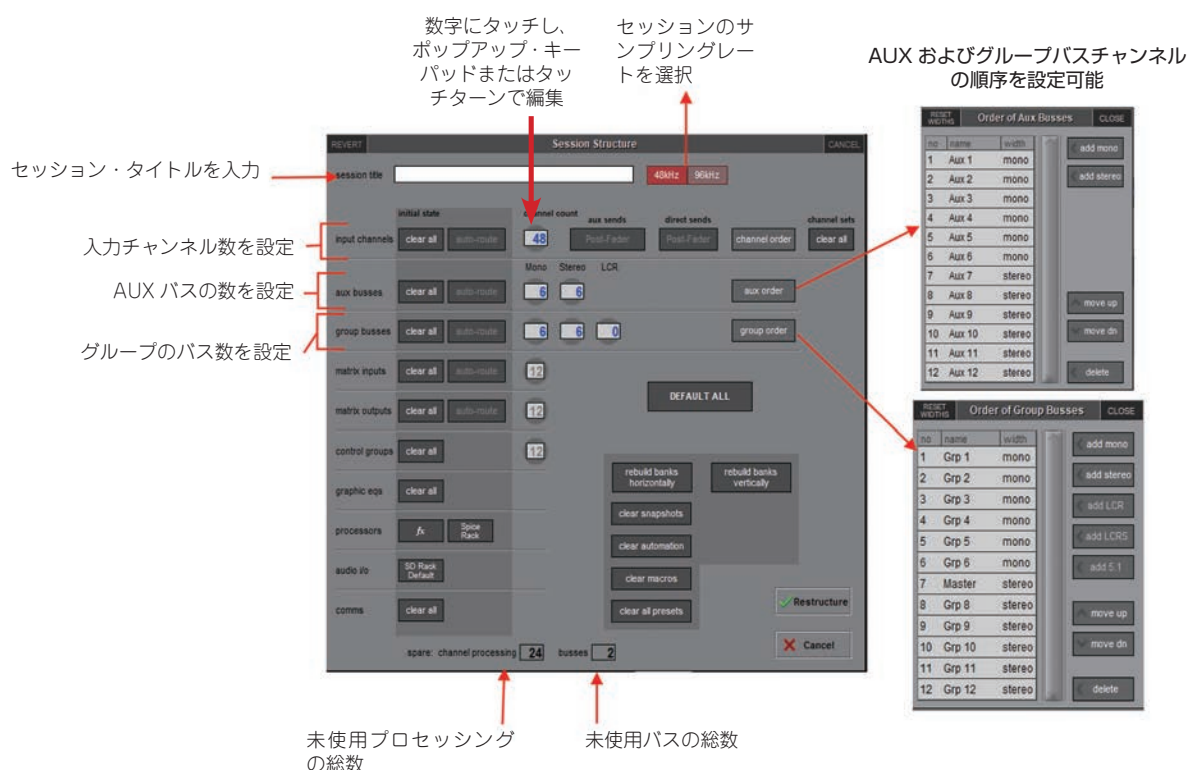 数字にタッチし、
ポップアップ・キー
パッドまたはタッ
チターンで編集
セッションのサ
ンプリングレー
トを選択
AUX およびグループバスチャンネル
の順序を設定可能
セッション・タイトルを入力
入力チャンネル数を設定
AUX バスの数を設定
グループのバス数を設定
REVERT Session Structure CANCEL
session title 48kHz 96kHz
initial state channel count aux sends direct sends channel sets
input channels clear all auto-route 48 Post-Fader Post-Fader channel order clear all
Mono Stereo LCR
aux busses clear all auto-route 6 6 aux order
group busses clear all auto-route 6 6 0 group order
matrix inputs clear all auto-route 12
DEFAULT ALL
matrix outputs clear all auto-route 12
control groups clear all 12
rebuild banks
horizontally
rebuild banks
vertically
graphic eqs clear all
clear snapshots
processors fx Spice
Rack
clear automation
audio i/o SD Rack
Default
clear macros
comms clear all
clear all presets
Restructure
Cancel
spare: channel processing 24 busses 2
RESET
WIDTHS Order of Aux Busses CLOSE
no name width
1 Aux 1 mono
2 Aux 2 mono
3 Aux 3 mono
4 Aux 4 mono
5 Aux 5 mono
6 Aux 6 mono
7 Aux 7 stereo
8 Aux 8 stereo
9 Aux 9 stereo
10 Aux 10 stereo
11 Aux 11 stereo
12 Aux 12 stereo
add mono
add stereo
move up
move dn
delete
RESET
WIDTHS Order of Group Busses CLOSE
no name width
1 Grp 1 mono
2 Grp 2 mono
3 Grp 3 mono
4 Grp 4 mono
5 Grp 5 mono
6 Grp 6 mono
7 Master stereo
8 Grp 8 stereo
9 Grp 9 stereo
10 Grp 10 stereo
11 Grp 11 stereo
12 Grp 12 stereo
add mono
add stereo
add LCR
add LCRS
add 5.1
move up
move dn
delete
未使用プロセッシング
の総数
未使用バスの総数